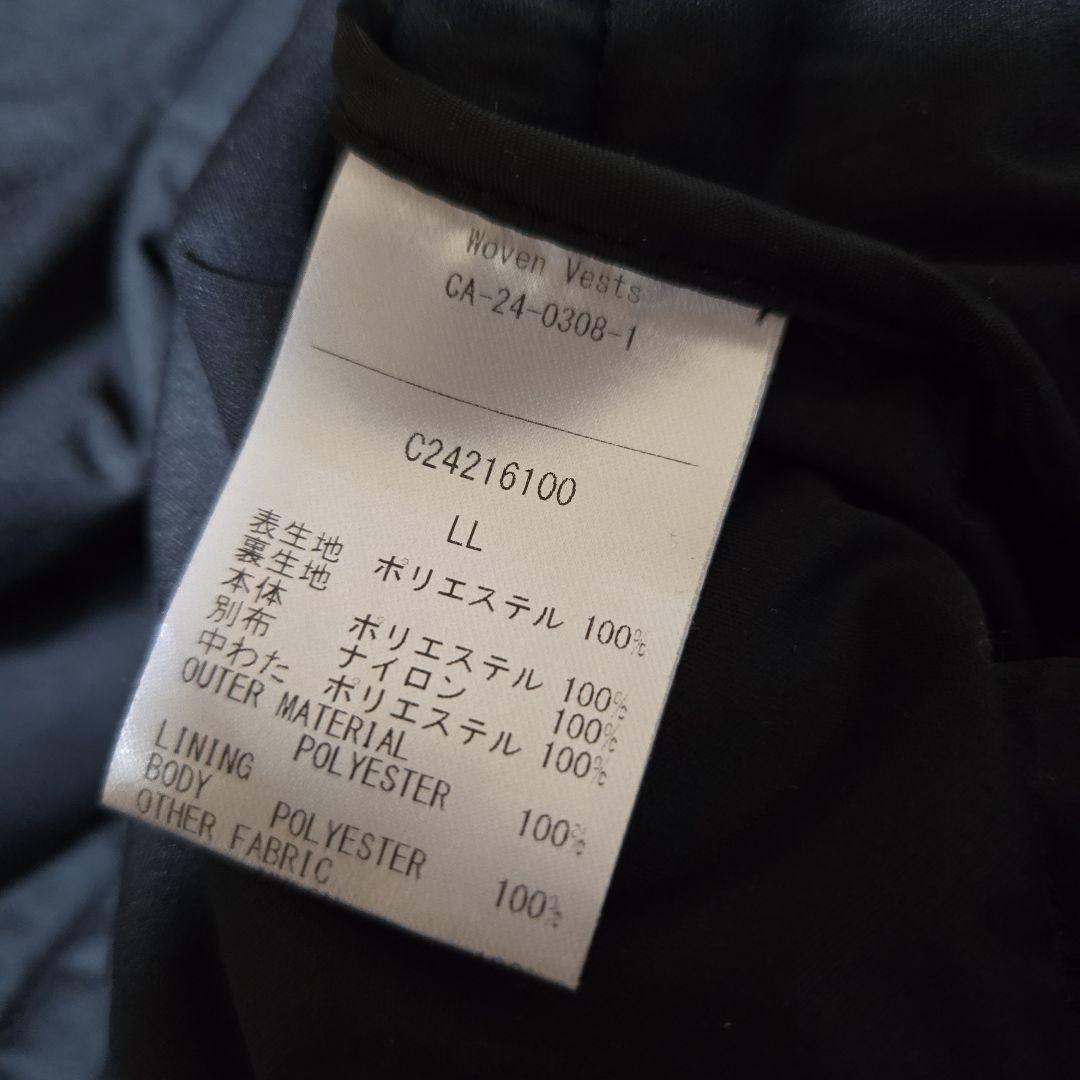 Woven Vests
CA-24-0308-1
C24216100
LL
表生地 ポリエステル 100%
裏生地
本体 ポリエステル 100%
別布 ナイロン 100%
中わた ポリエステル 100%
OUTER MATERIAL
POLYESTER 100%
LINING
BODY POLYESTER 100%
OTHER FABRIC